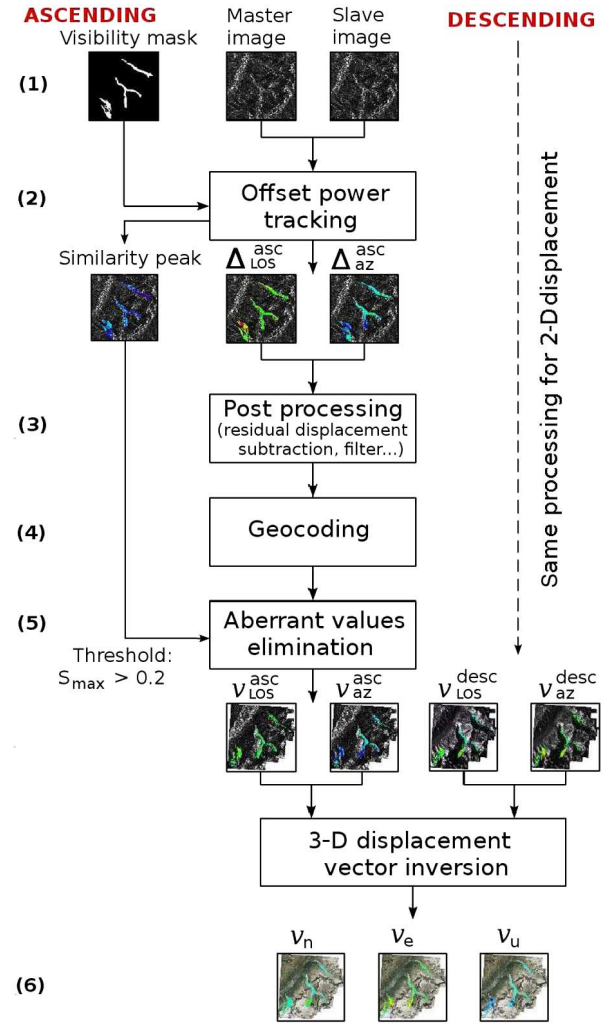 ASCENDING
DESCENDING
Visibility mask
Master image
Slave image
(1)
(2)
Offset power tracking
Similarity peak
Δ LOS asc
Δ az asc
(3)
Post processing
(residual displacement
subtraction, filter...)
(4)
Geocoding
(5)
Aberrant values
elimination
Threshold:
Smax > 0.2
v LOS asc
v az asc
v LOS desc
v az desc
Same processing for 2-D displacement
3-D displacement
vector inversion
vn
ve
vu
(6)